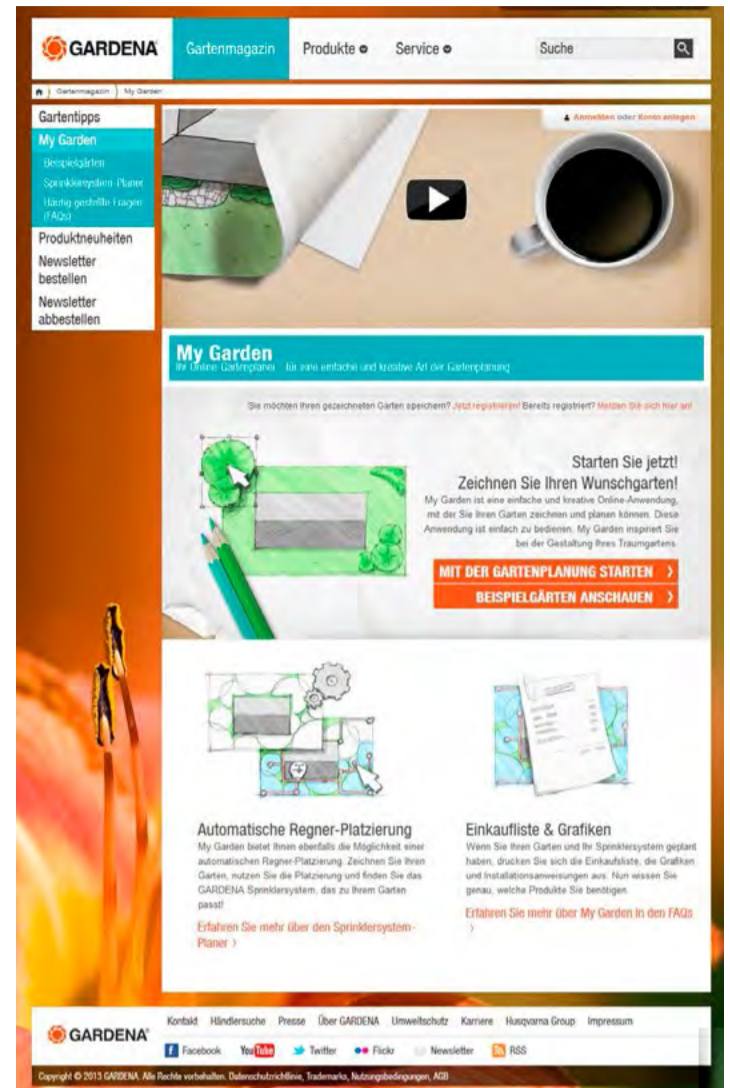 GARDENA
Gartenmagazin
Produkte
Service
Suche
Gartenmagazin
My Garden
Gartentipps
My Garden
Beispielgärten
Sprinklersystem-Planer
Häufig gestellte Fragen
(FAQs)
Produktneuheiten
Newsletter
bestellen
Newsletter
abbestellen
Anmelden oder Konto anlegen
My Garden
Ihr Online-Gartenplaner für eine einfache und kreative Art der Gartenplanung
Sie möchten Ihren gezeichneten Garten speichern? Jetzt registrieren! Bereits registriert? Melden Sie sich hier an!
Starten Sie jetzt!
Zeichnen Sie Ihren Wunschgarten!
My Garden ist eine einfache und kreative Online-Anwendung,
mit der Sie Ihren Garten zeichnen und planen können. Diese
Anwendung ist einfach zu bedienen. My Garden inspiriert Sie
bei der Gestaltung Ihres Traumgartens.
MIT DER GARTENPLANUNG STARTEN
BEISPIELGÄRTEN ANSCHAUEN
Automatische Regner-Platzierung
My Garden bietet Ihnen ebenfalls die Möglichkeit einer
automatischen Regner-Platzierung. Zeichnen Sie Ihren
Garten, nutzen Sie die Platzierung und finden Sie das
GARDENA Sprinklersystem, das zu Ihrem Garten
passt!
Erfahren Sie mehr über den Sprinklersystem-
Planer
Einkaufliste & Grafiken
Wenn Sie Ihren Garten und Ihr Sprinklersystem geplant
haben, drucken Sie sich die Einkaufsliste, die Grafiken
und Installationsanweisungen aus. Nun wissen Sie
genau, welche Produkte Sie benötigen.
Erfahren Sie mehr über My Garden in den FAQs
GARDENA
Kontakt Händlersuche Presse Über GARDENA Umweltschutz Karriere Husqvarna Group Impressum
Facebook YouTube Twitter Flickr Newsletter RSS
Copyright © 2013 GARDENA. Alle Rechte vorbehalten. Datenschutzrichtlinie, Trademarks, Nutzungsbedingungen, AGB